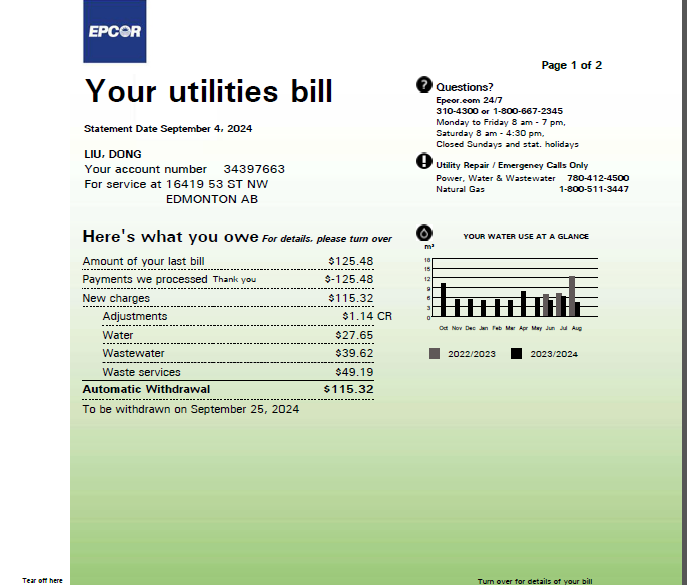 EPCOR
Page 1 of 2
Your utilities bill
Statement Date September 4, 2024
LIU, DONG
Your account number 34397663
For service at 16419 53 ST NW
EDMONTON AB
Questions?
Epcor.com 24/7
310-4300 or 1-800-667-2345
Monday to Friday 8 am - 7 pm,
Saturday 8 am - 4:30 pm,
Closed Sundays and stat. holidays
Utility Repair / Emergency Calls Only
Power, Water & Wastewater 780-412-4500
Natural Gas 1-800-511-3447
Here's what you owe For details, please turn over
Amount of your last bill $125.48
Payments we processed Thank you $-125.48
New charges $115.32
Adjustments $1.14 CR
Water $27.65
Wastewater $39.62
Waste services $49.19
Automatic Withdrawal $115.32
To be withdrawn on September 25, 2024
YOUR WATER USE AT A GLANCE
m³
18
15
12
9
6
3
0
Oct Nov Dec Jan Feb Mar Apr May Jun Jul Aug
2022/2023 2023/2024
Tear off here
Turn over for details of your bill